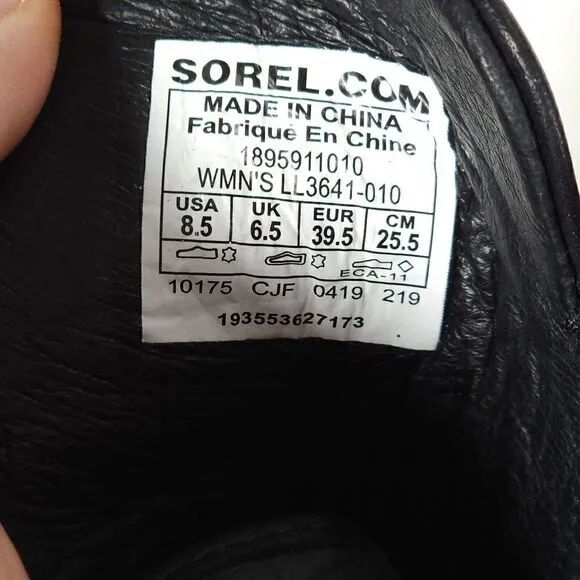 SOREL.COM
MADE IN CHINA
Fabriqué En Chine
1895911010
WMN'S LL3641-010
USA UK EUR CM
8.5 6.5 39.5 25.5
ECA-11
10175 CJF 0419 219
193553627173